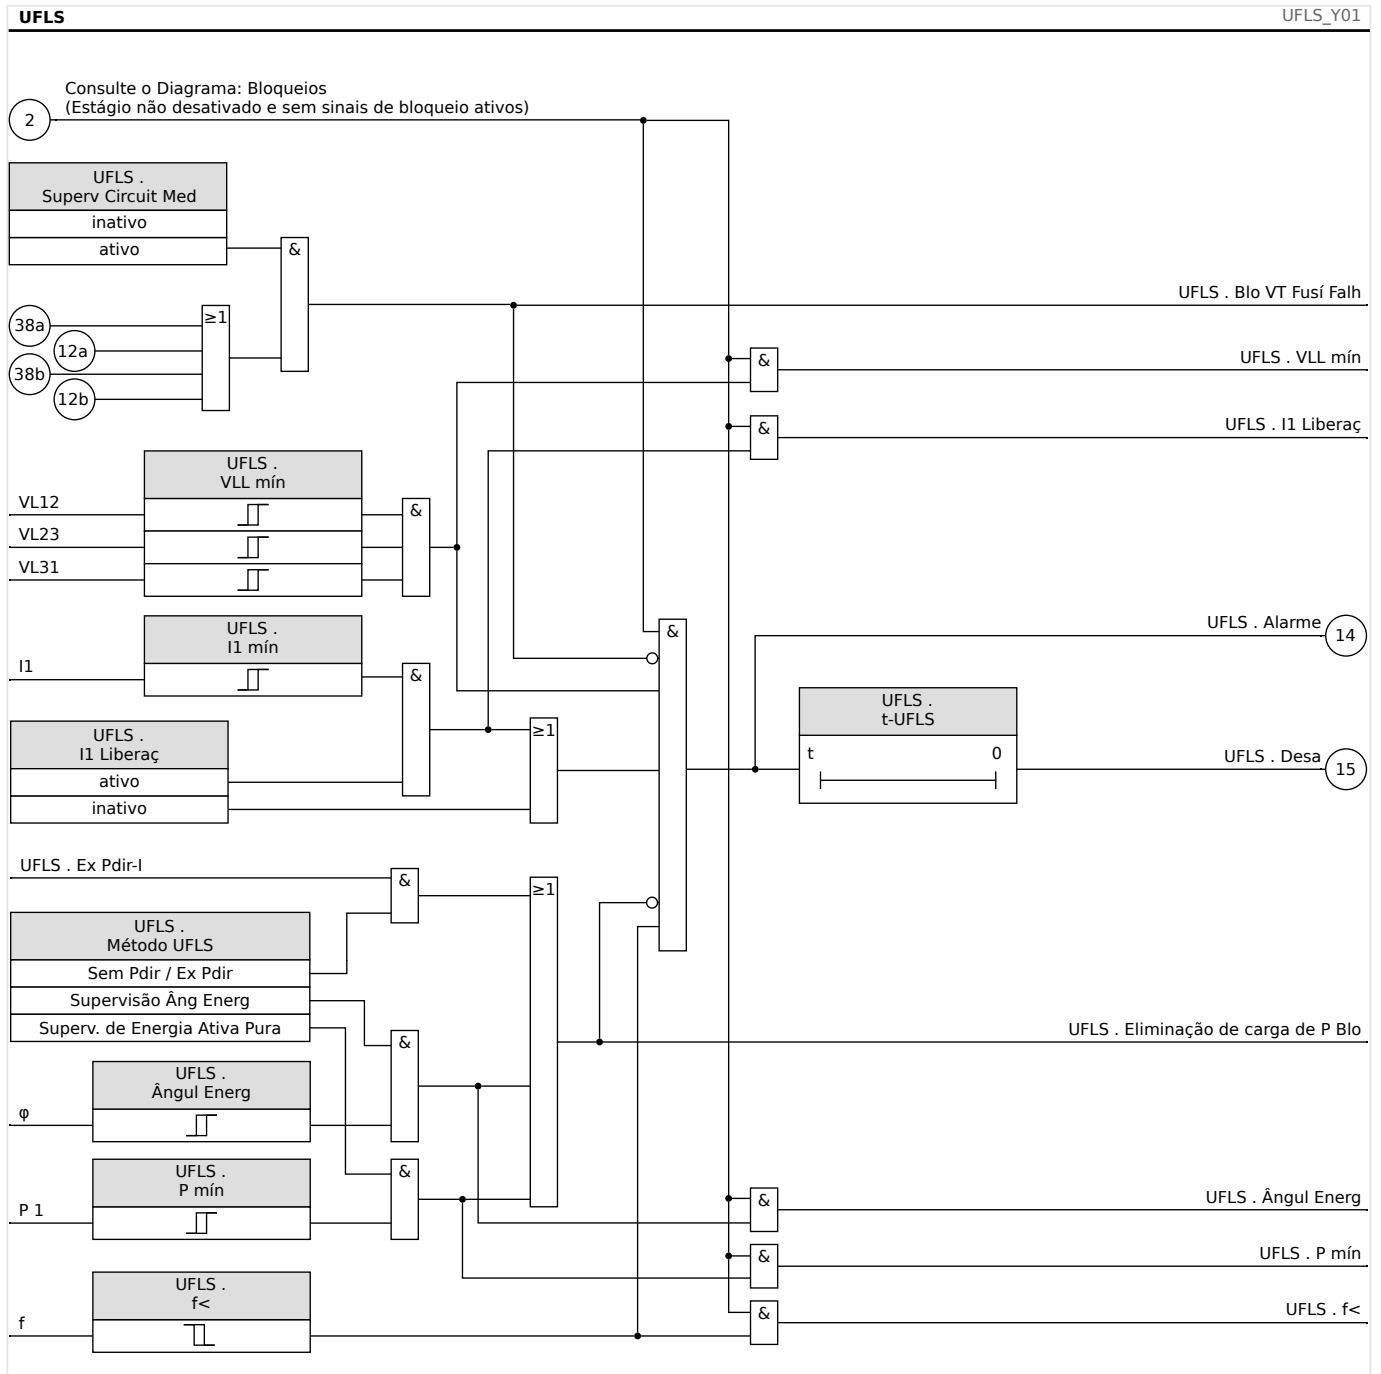 UFLS
UFLS_Y01
Consulte o Diagrama: Bloqueios
(Estágio não desativado e sem sinais de bloqueio ativos)
2
UFLS .
Superv Circuit Med
inativo
ativo
&
UFLS . Blo VT Fusí Falh
38a
12a
38b
12b
≥1
&
UFLS . VLL mín
&
UFLS . I1 Liberaç
UFLS .
VLL mín
VL12
VL23
VL31
&
UFLS .
I1 mín
I1
&
UFLS .
I1 Liberaç
ativo
inativo
≥1
&
UFLS . Alarme
14
UFLS .
t-UFLS
t
0
UFLS . Desa
15
UFLS . Ex Pdir-I
&
≥1
UFLS .
Método UFLS
Sem Pdir / Ex Pdir
Supervisão Âng Energ
Superv. de Energia Ativa Pura
&
UFLS . Eliminação de carga de P Blo
UFLS .
Ângul Energ
φ
UFLS .
P mín
P 1
&
&
UFLS . Ângul Energ
&
UFLS . P mín
UFLS .
f<
f
&
UFLS . f<